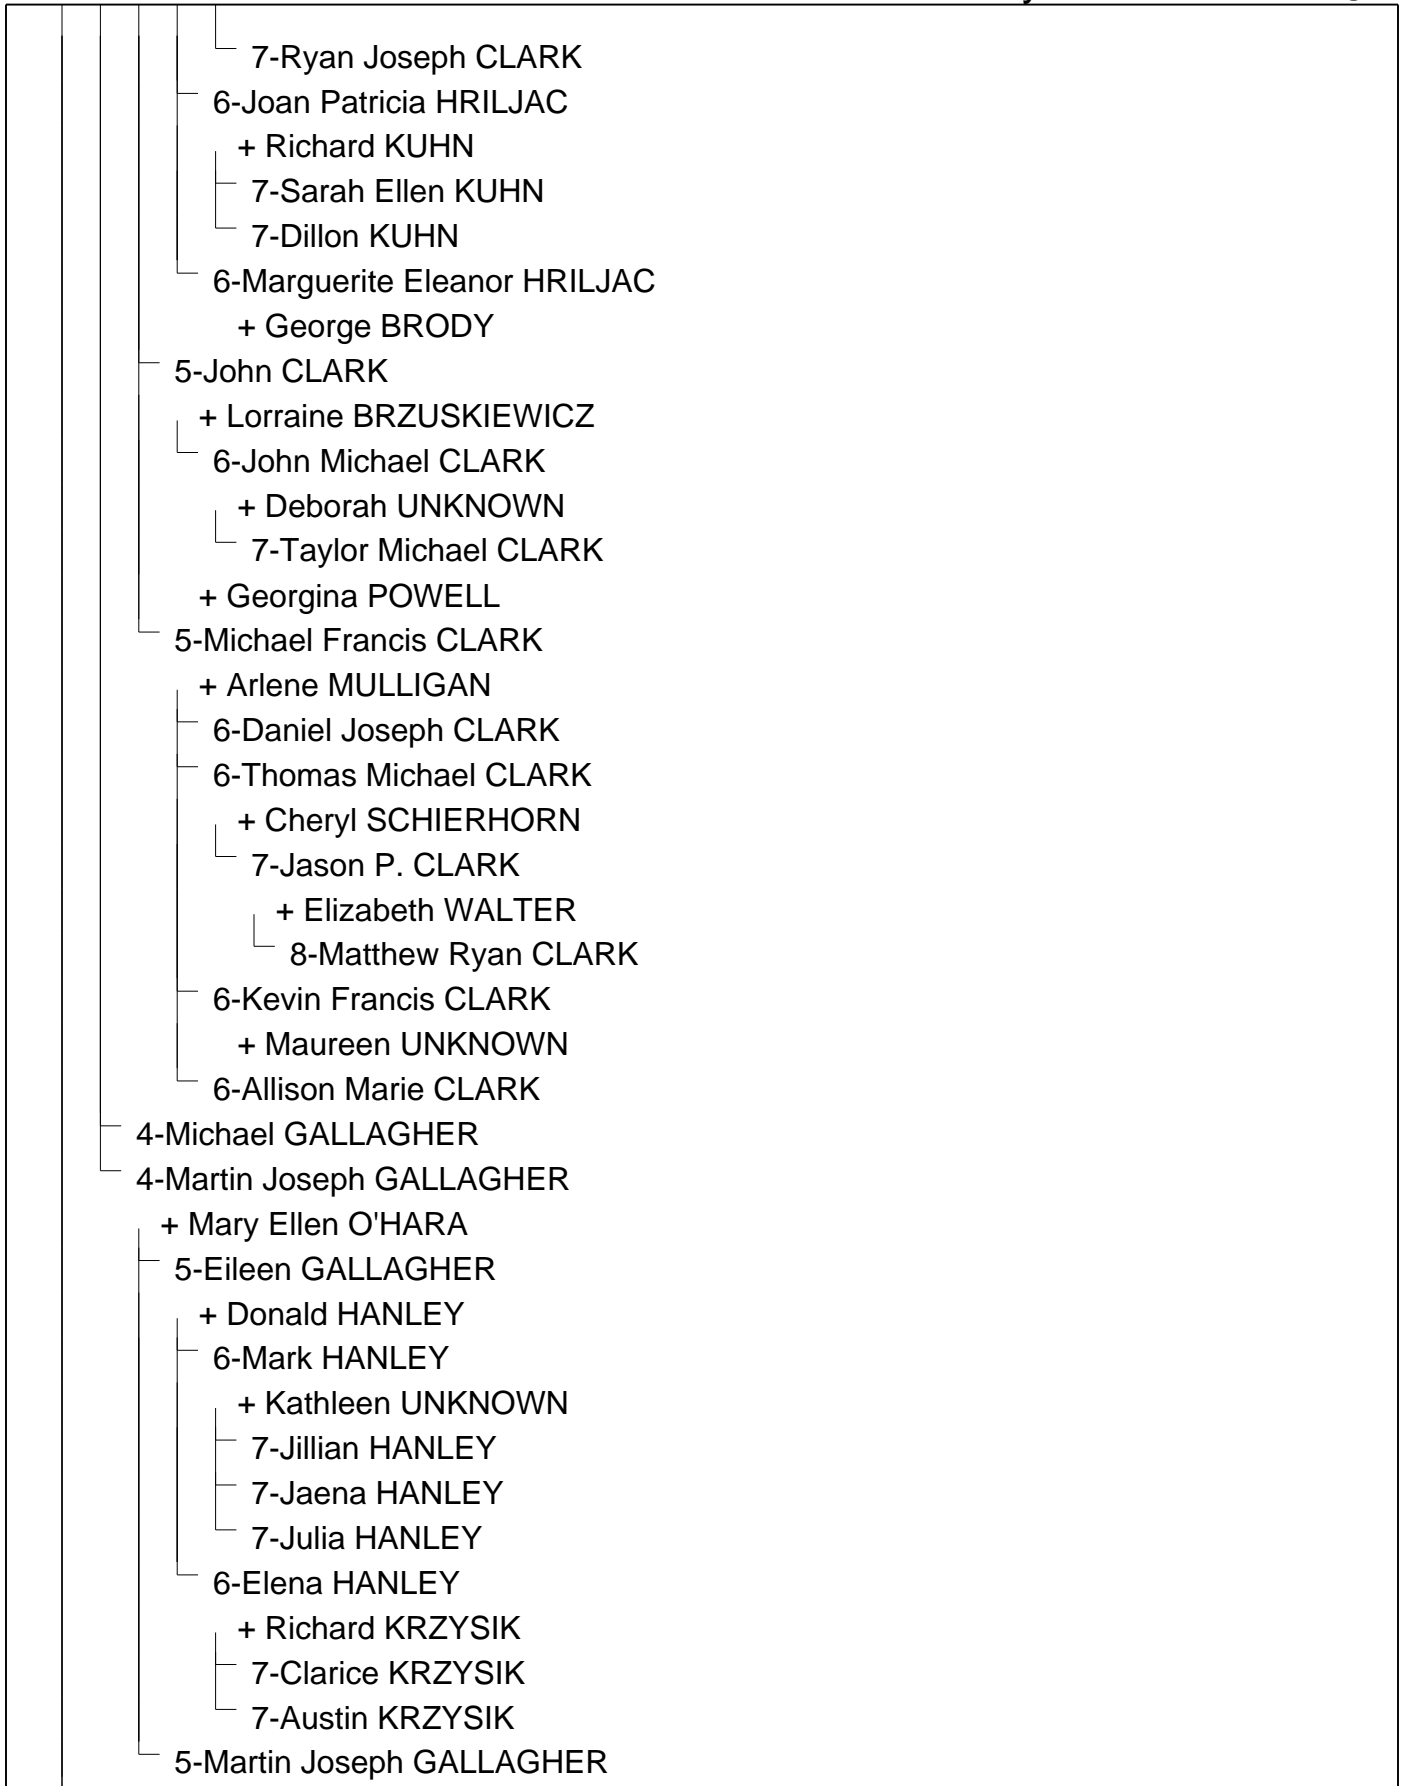 7-Ryan Joseph CLARK
6-Joan Patricia HRILJAC
+ Richard KUHN
7-Sarah Ellen KUHN
7-Dillon KUHN
6-Marguerite Eleanor HRILJAC
+ George BRODY
5-John CLARK
+ Lorraine BRZUSKIEWICZ
6-John Michael CLARK
+ Deborah UNKNOWN
7-Taylor Michael CLARK
+ Georgina POWELL
5-Michael Francis CLARK
+ Arlene MULLIGAN
6-Daniel Joseph CLARK
6-Thomas Michael CLARK
+ Cheryl SCHIERHORN
7-Jason P. CLARK
+ Elizabeth WALTER
8-Matthew Ryan CLARK
6-Kevin Francis CLARK
+ Maureen UNKNOWN
6-Allison Marie CLARK
4-Michael GALLAGHER
4-Martin Joseph GALLAGHER
+ Mary Ellen O'HARA
5-Eileen GALLAGHER
+ Donald HANLEY
6-Mark HANLEY
+ Kathleen UNKNOWN
7-Jillian HANLEY
7-Jaena HANLEY
7-Julia HANLEY
6-Elena HANLEY
+ Richard KRZYSIK
7-Clarice KRZYSIK
7-Austin KRZYSIK
5-Martin Joseph GALLAGHER